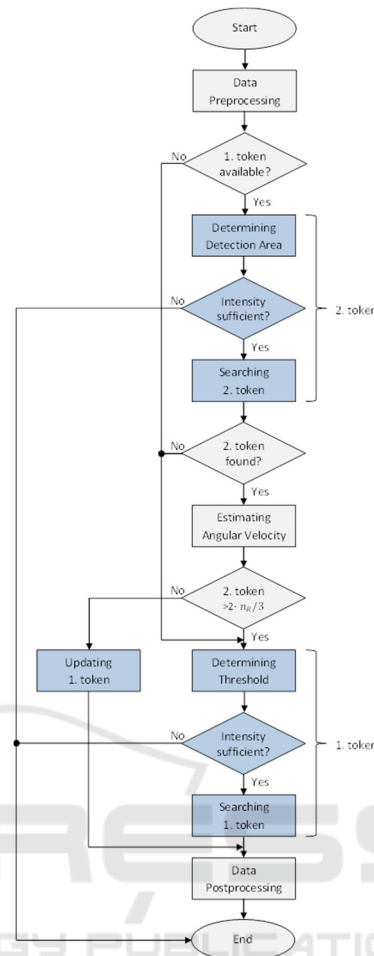 Start
Data
Preprocessing
No
1. token
available?
Yes
Determining
Detection Area
No
Intensity
sufficient?
2. token
Yes
Searching
2. token
No
2. token
found?
Yes
Estimating
Angular Velocity
No
2. token
>2· n_R/3
Yes
Updating
1. token
Determining
Threshold
No
Intensity
sufficient?
1. token
Yes
Searching
1. token
Data
Postprocessing
End